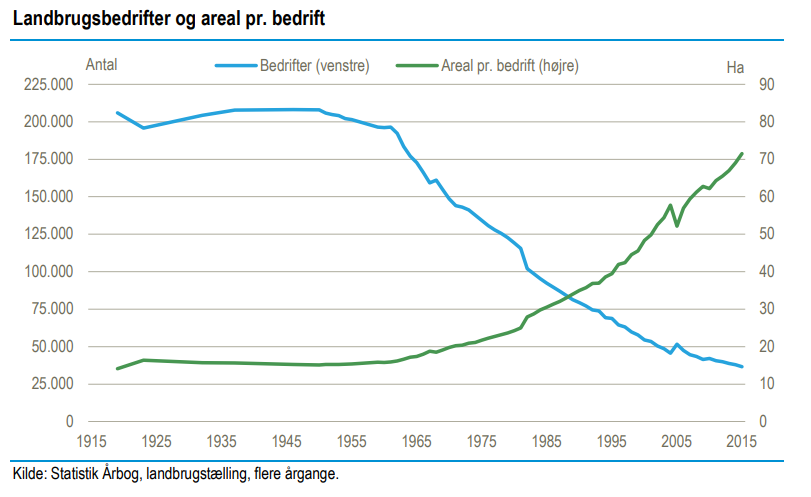 Landbrugsbedrifter og areal pr. bedrift
Antal
Bedrifter (venstre)
Areal pr. bedrift (højre)
Ha
225.000 90
200.000 80
175.000 70
150.000 60
125.000 50
100.000 40
75.000 30
50.000 20
25.000 10
0 0
1915 1925 1935 1945 1955 1965 1975 1985 1995 2005 2015
Kilde: Statistik Årbog, landbrugstælling, flere årgange.